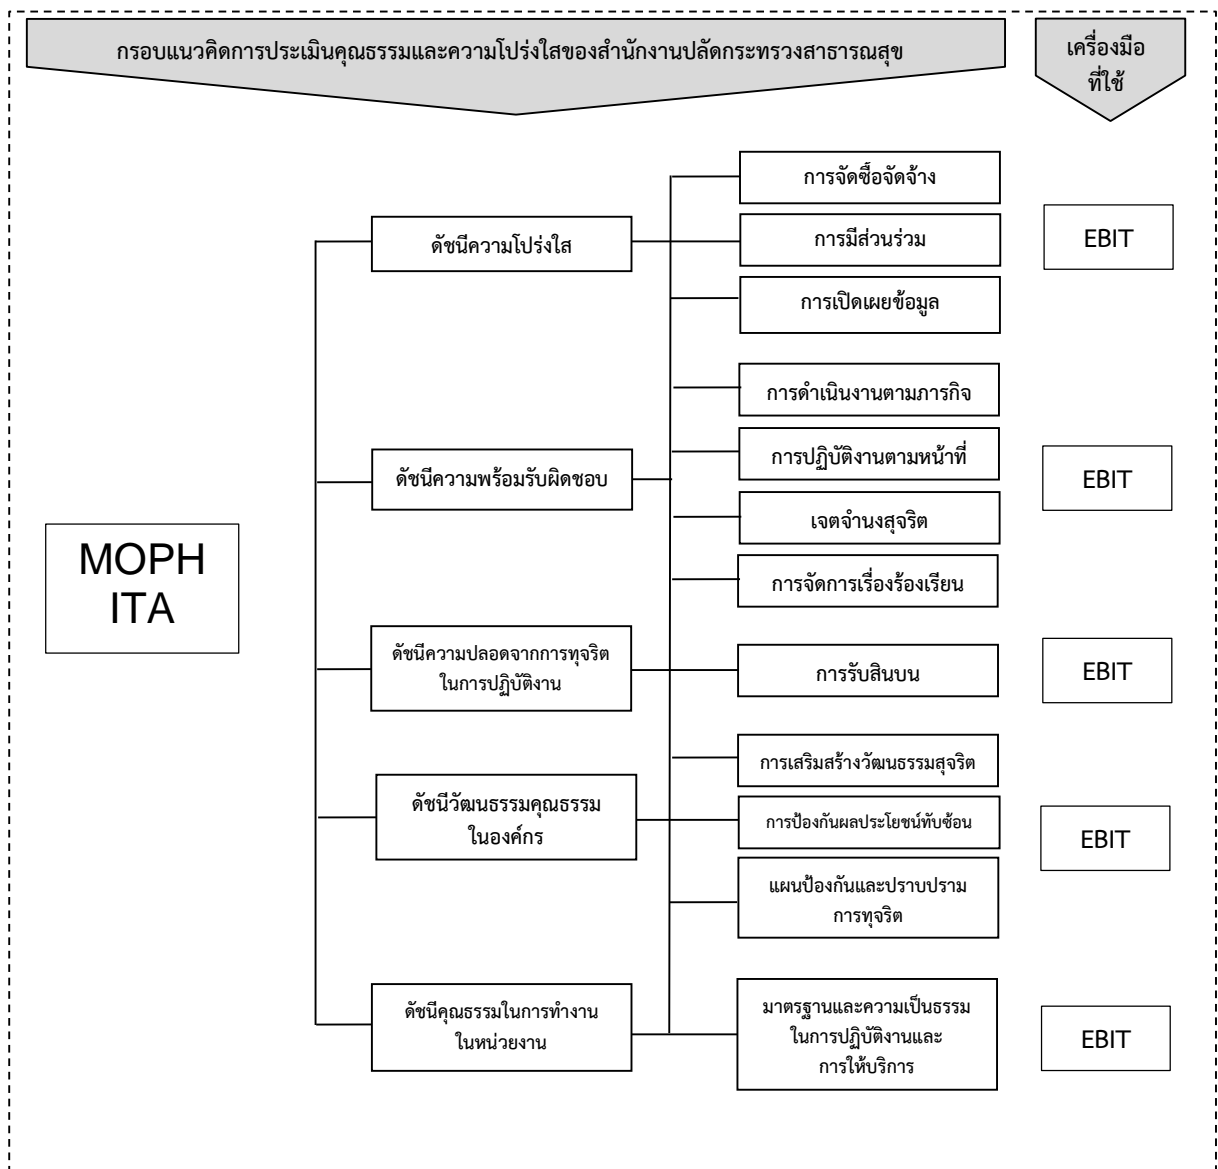 กรอบแนวคิดการประเมินคุณธรรมและความโปร่งใสของสำนักงานปลัดกระทรวงสาธารณสุข
เครื่องมือ
ที่ใช้
MOPH
ITA
ดัชนีความโปร่งใส
การจัดซื้อจัดจ้าง
การมีส่วนร่วม
การเปิดเผยข้อมูล
EBIT
ดัชนีความพร้อมรับผิดชอบ
การดำเนินงานตามภารกิจ
การปฏิบัติงานตามหน้าที่
เจตจำนงสุจริต
การจัดการเรื่องร้องเรียน
EBIT
ดัชนีความปลอดจากการทุจริต
ในการปฏิบัติงาน
การรับสินบน
EBIT
ดัชนีวัฒนธรรมคุณธรรม
ในองค์กร
การเสริมสร้างวัฒนธรรมสุจริต
การป้องกันผลประโยชน์ทับซ้อน
แผนป้องกันและปราบปราม
การทุจริต
EBIT
ดัชนีคุณธรรมในการทำงาน
ในหน่วยงาน
มาตรฐานและความเป็นธรรม
ในการปฏิบัติงานและ
การให้บริการ
EBIT